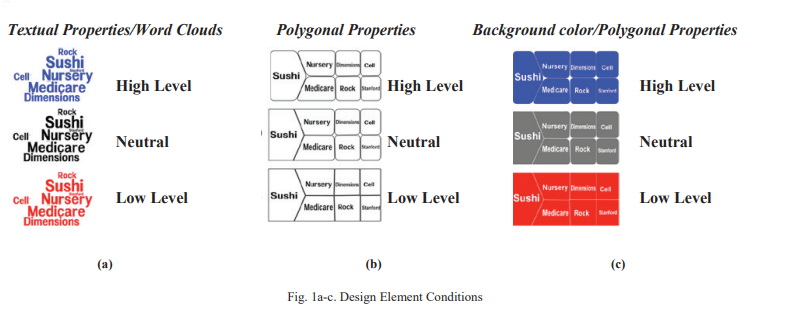 Textual Properties/Word Clouds
Polygonal Properties
Background color/Polygonal Properties
Rock
Sushi
Cell Nursery
Medicare
Dimensions
High Level
Rock
Sushi
Cell Nursery
Medicare
Dimensions
Neutral
Rock
Sushi
Cell Nursery
Medicare
Dimensions
Low Level
(a)
Sushi
Nursery Dimensions Cell
Medicare Rock Stanford
High Level
Sushi
Nursery Dimensions Cell
Medicare Rock Stanford
Neutral
Sushi
Nursery Dimensions Cell
Medicare Rock Stanford
Low Level
(b)
Sushi
Nursery Dimensions Cell
Medicare Rock Stanford
High Level
Sushi
Nursery Dimensions Cell
Medicare Rock Stanford
Neutral
Sushi
Nursery Dimensions Cell
Medicare Rock Stanford
Low Level
(c)
Fig. 1a-c. Design Element Conditions